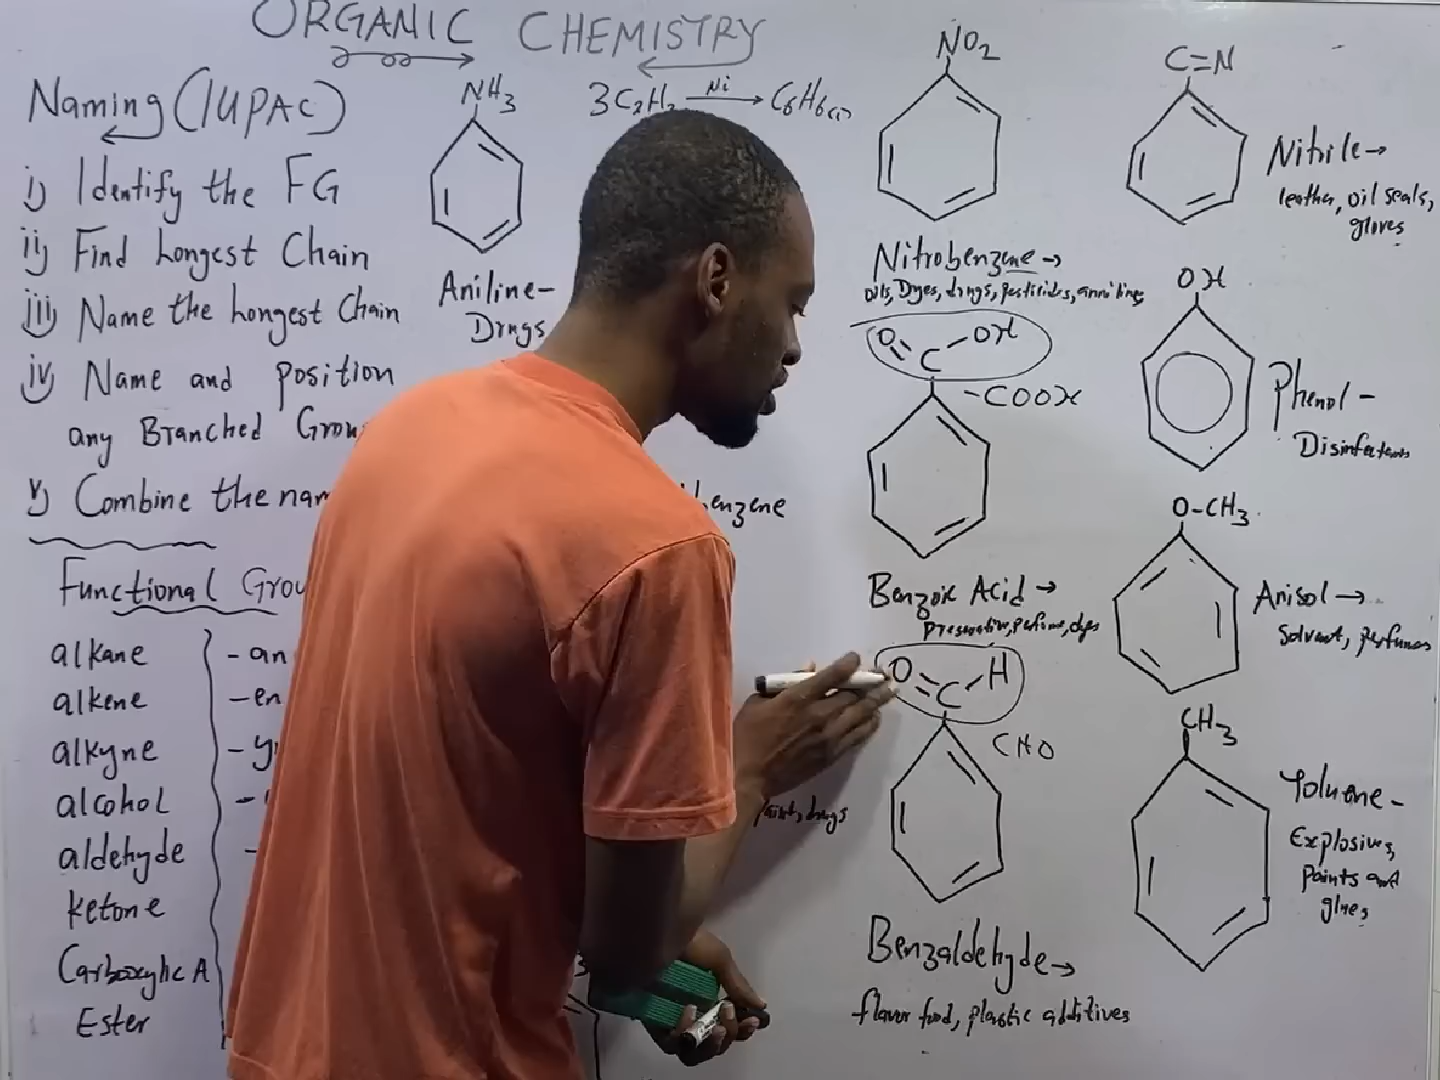 ORGANIC CHEMISTRY
Naming (IUPAC)
i) Identify the FG
ii) Find Longest Chain
iii) Name the Longest Chain
iv) Name and position
any Branched Grou
v) Combine the nam
Functional Grou
alkane - an
alkene - en
alkyne - y
alcohol -
aldehyde -
ketone
Carboxylic A
Ester
NH3
Aniline-
Drugs
3C2H2 Ni C6H6
benzene
drugs
NO2
Nitrobenzene
oils, Dyes, drugs, pesticides,
O=C-OH
-COOH
Benzoic Acid
Preservative, perfume, dyes
O=C-H
CHO
Benzaldehyde
flavor food, plastic additives
C=N
Nitrile
leather, oil seals,
gloves
OH
Phenol -
O-CH3
Anisol
Solvent, perfumes
CH3
Toluene -
Explosives,
paints and
glues